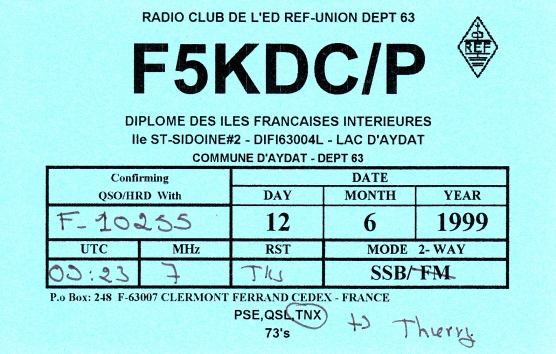 RADIO CLUB DE L'ED REF-UNION DEPT 63
REF
F5KDC/P
DIPLOME DES ILES FRANCAISES INTERIEURES
Ile ST-SIDOINE#2 - DIFI63004L - LAC D'AYDAT
COMMUNE D'AYDAT - DEPT 63
Confirming QSO/HRD With
DATE
DAY MONTH YEAR
F-10255 12 6 1999
UTC MHz RST MODE 2-WAY
09:23 7 SSB/FM
P.o Box: 248 F-63007 CLERMONT FERRAND CEDEX - FRANCE
PSE,QSL,TNX
73's Thierry